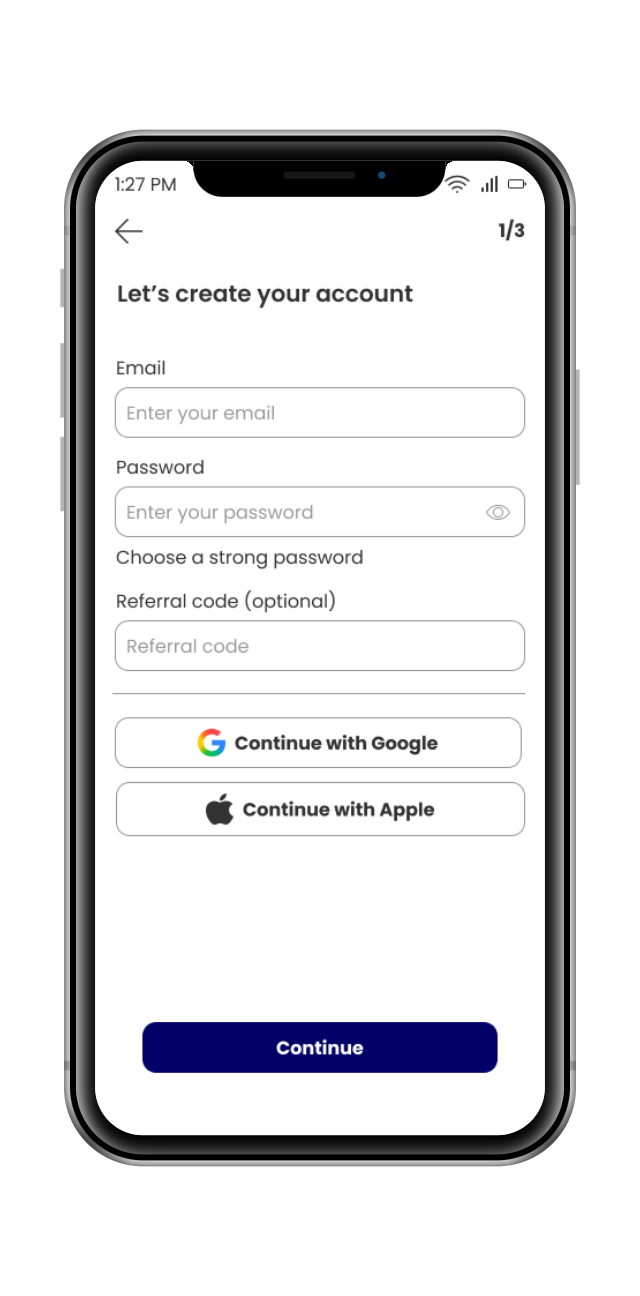 1:27 PM
1/3
Let’s create your account
Email
Enter your email
Password
Enter your password
Choose a strong password
Referral code (optional)
Referral code
Continue with Google
Continue with Apple
Continue